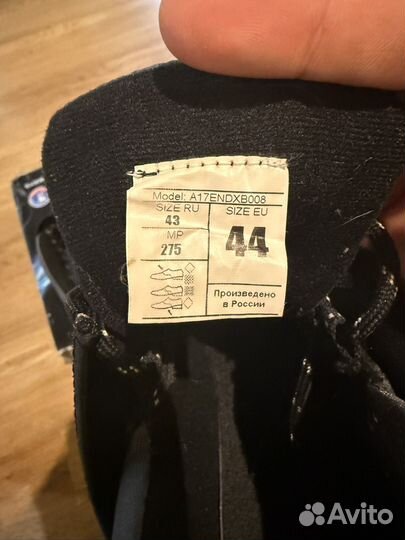 Model: A17ENDXB008
SIZE RU
43
MP
275
SIZE EU
44
Произведено
в России
Avito